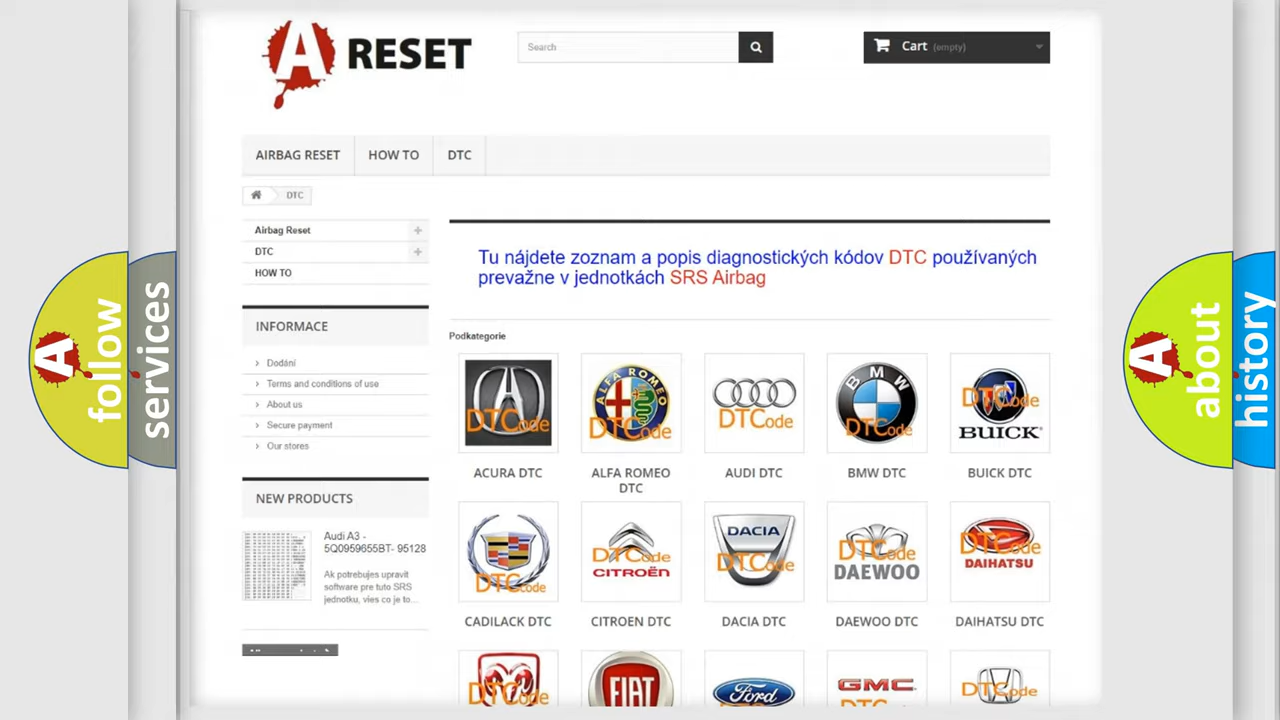 A RESET
Search
Cart (empty)
AIRBAG RESET
HOW TO
DTC
DTC
Airbag Reset
DTC
HOW TO
INFORMACE
Dodání
Terms and conditions of use
About us
Secure payment
Our stores
NEW PRODUCTS
Audi A3 -
5Q0959655BT- 95128
Ak potrebujes upravit
software pre tuto SRS
jednotku, vies co je to...
Tu nájdete zoznam a popis diagnostických kódov DTC používaných
prevažne v jednotkách SRS Airbag
Podkategorie
DTCode
ALFA ROMEO
DTCode
DTCode
BMW
DTCode
DTCode
BUICK
ACURA DTC
ALFA ROMEO
DTC
AUDI DTC
BMW DTC
BUICK DTC
DTCode
DTCode
CITROËN
DACIA
DTCode
DTCode
DAEWOO
DTCode
DAIHATSU
CADILACK DTC
CITROEN DTC
DACIA DTC
DAEWOO DTC
DAIHATSU DTC
DTCode
FIAT
Ford
GMC
DTCode
A
follow
services
A
about
history